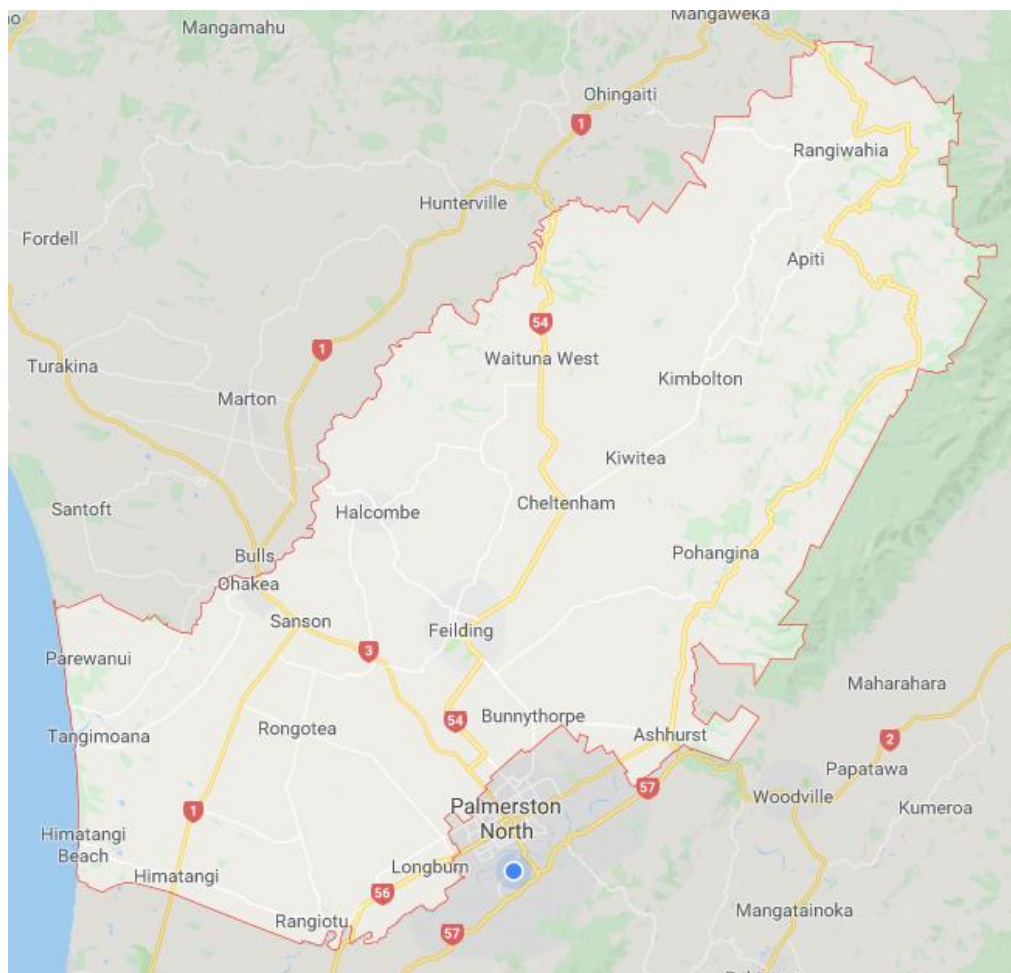 no
Mangamahu
Mangaweka
Ohingaiti
1
Rangiwahia
Hunterville
Fordell
Apiti
54
1
Waituna West
Turakina
Kimbolton
Marton
Kiwitea
Cheltenham
Santoft
Halcombe
Pohangina
Bulls
Ohakea
Sanson
Feilding
3
Parewanui
Maharahara
54
Bunnythorpe
Rongotea
Tangimoana
Ashhurst
2
Papatawa
57
Woodville
Kumeroa
1
Palmerston
North
Himatangi
Beach
Longburn
Himatangi
56
Mangatainoka
Rangiotu
57